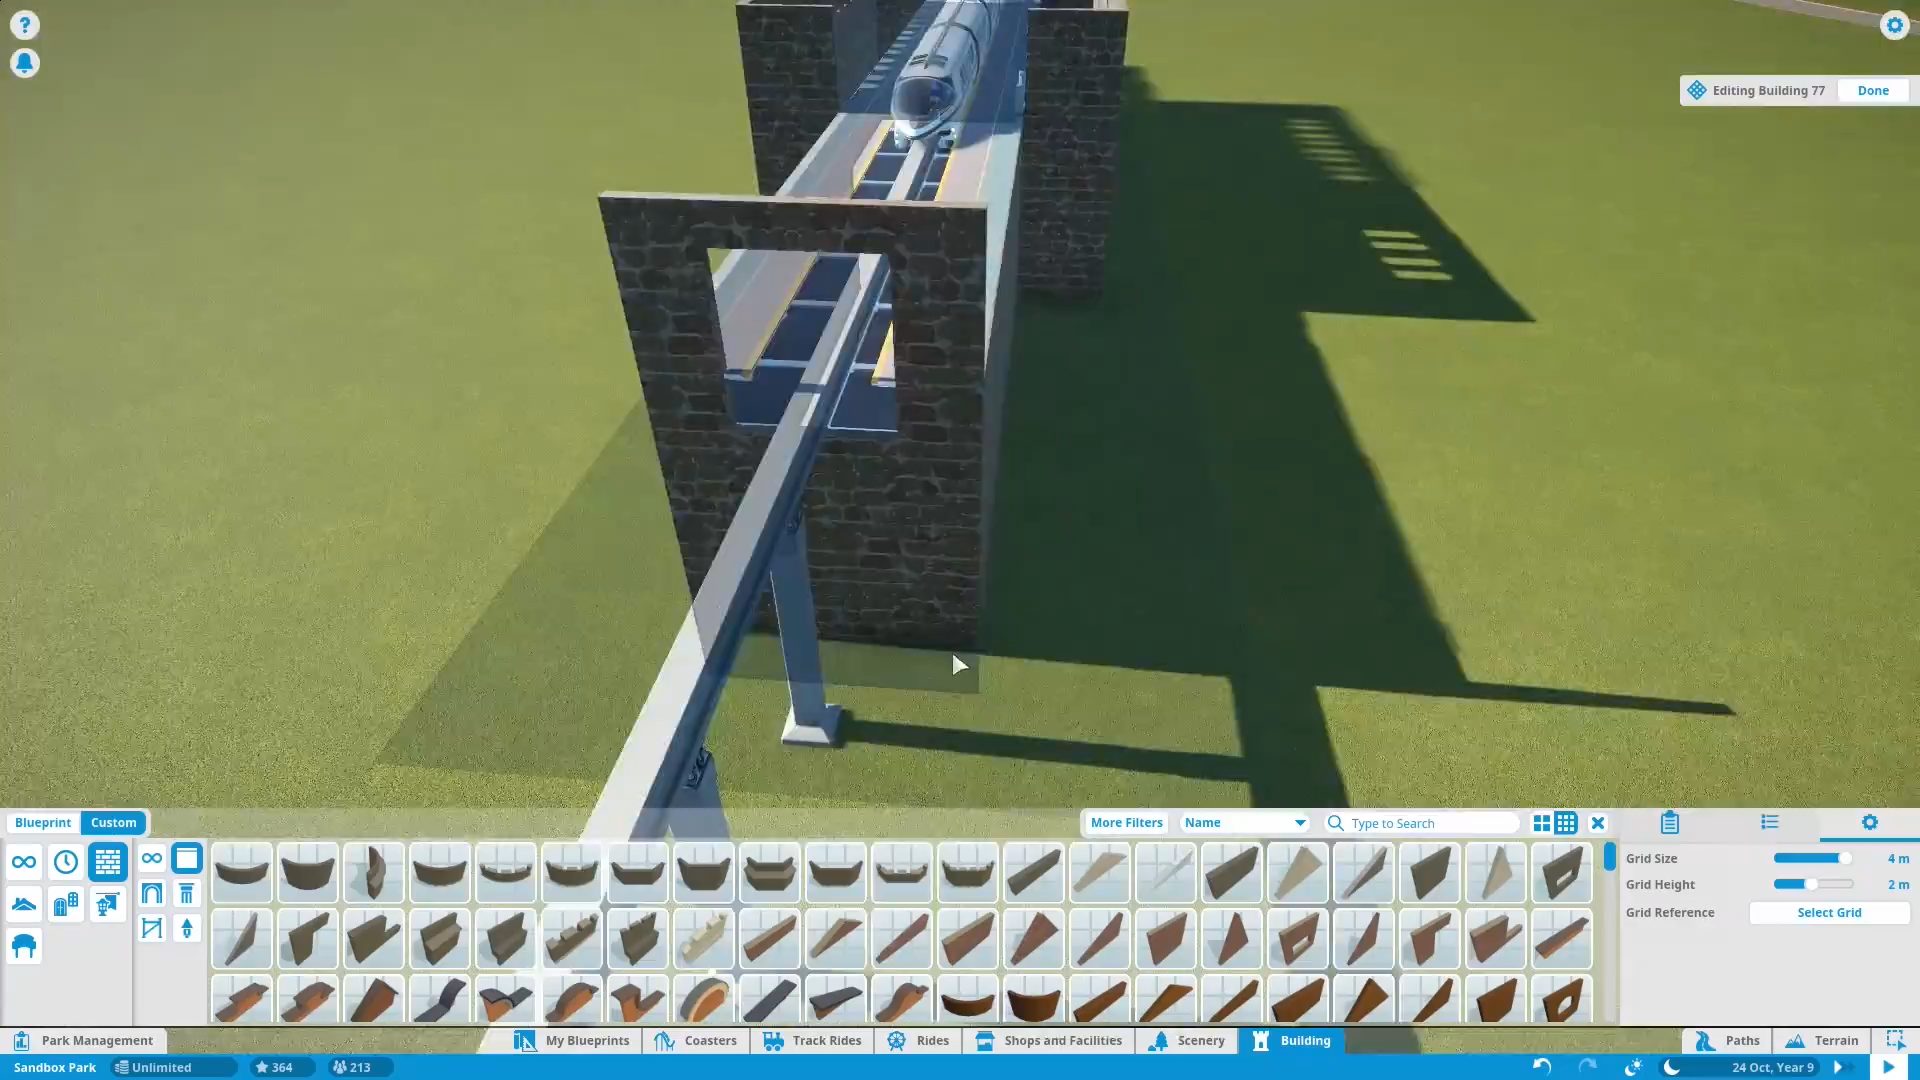 ?
Editing Building 77 Done
Blueprint Custom More Filters Name Type to Search
Grid Size 4 m
Grid Height 2 m
Grid Reference Select Grid
Park Management My Blueprints Coasters Track Rides Rides Shops and Facilities Scenery Building Paths Terrain
Sandbox Park Unlimited 364 213 24 Oct, Year 9